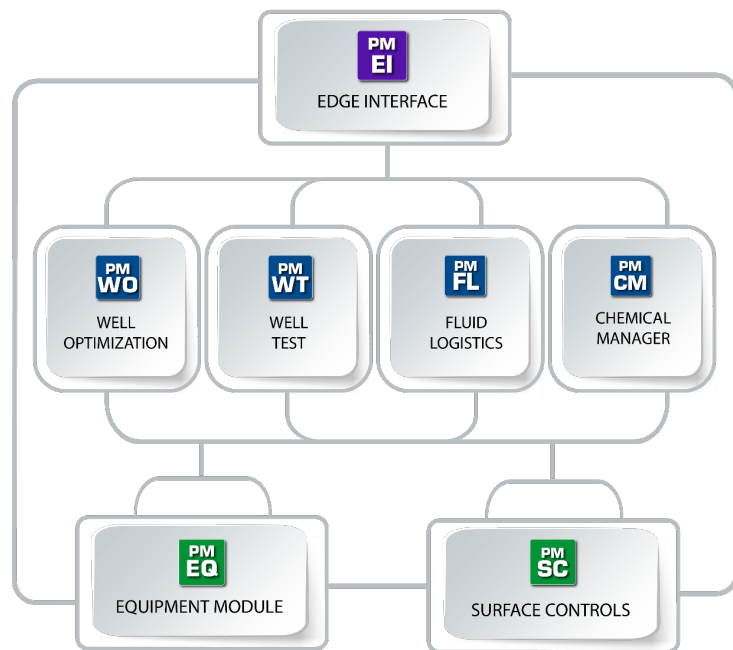 PM
EI
EDGE INTERFACE
PM
WO
WELL
OPTIMIZATION
PM
WT
WELL
TEST
PM
FL
FLUID
LOGISTICS
PM
CM
CHEMICAL
MANAGER
PM
EQ
EQUIPMENT MODULE
PM
SC
SURFACE CONTROLS